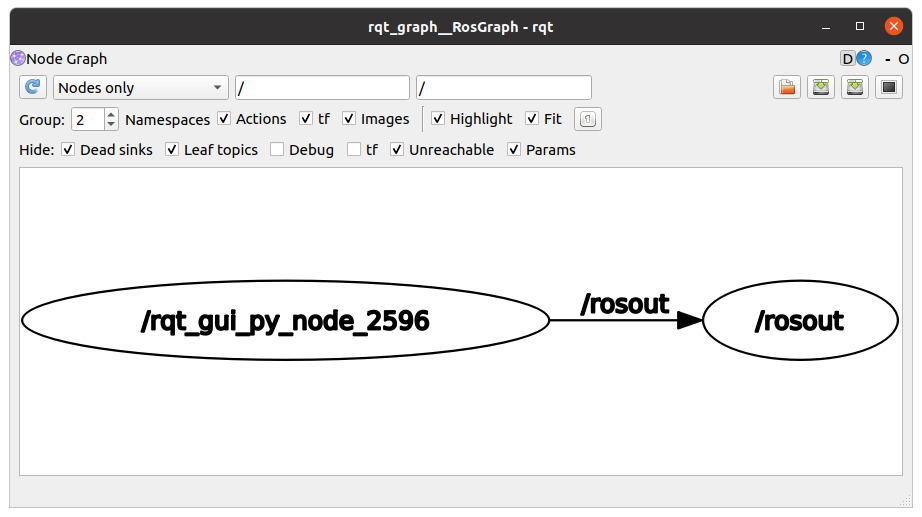 rqt_graph__RosGraph - rqt
Node Graph D ? - O
Nodes only / /
Group: 2 Namespaces Actions tf Images Highlight Fit
Hide: Dead sinks Leaf topics Debug tf Unreachable Params
/rosout
/rqt_gui_py_node_2596 /rosout